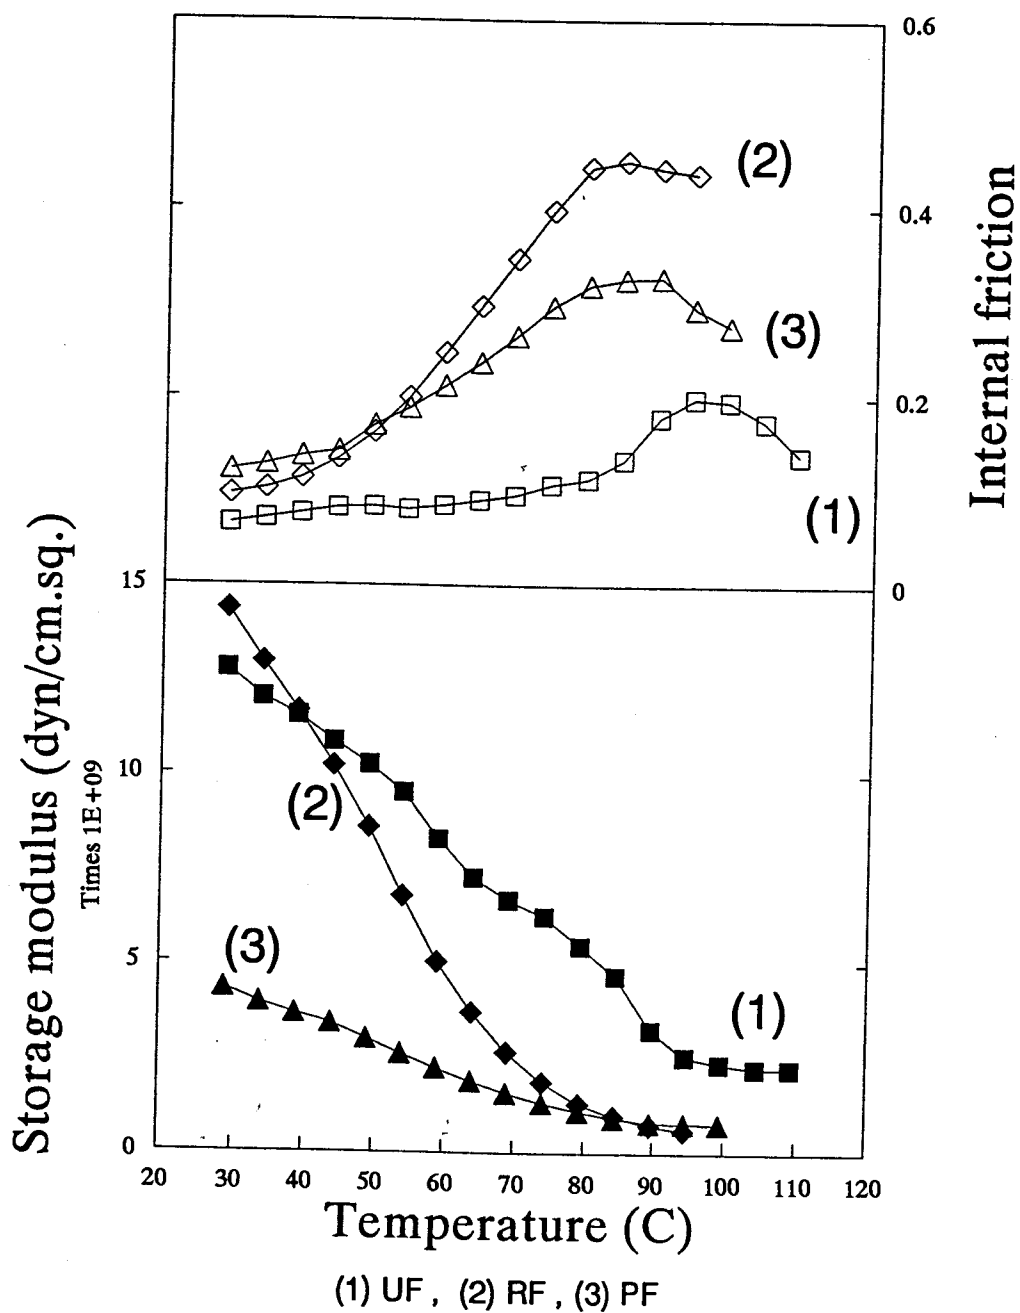 0.6
(2)
0.4
Internal friction
(3)
0.2
(1)
15
0
Storage modulus (dyn/cm.sq.)
Times 1E+09
10
(2)
(3)
5
(1)
0
20 30 40 50 60 70 80 90 100 110 120
Temperature (C)
(1) UF , (2) RF , (3) PF